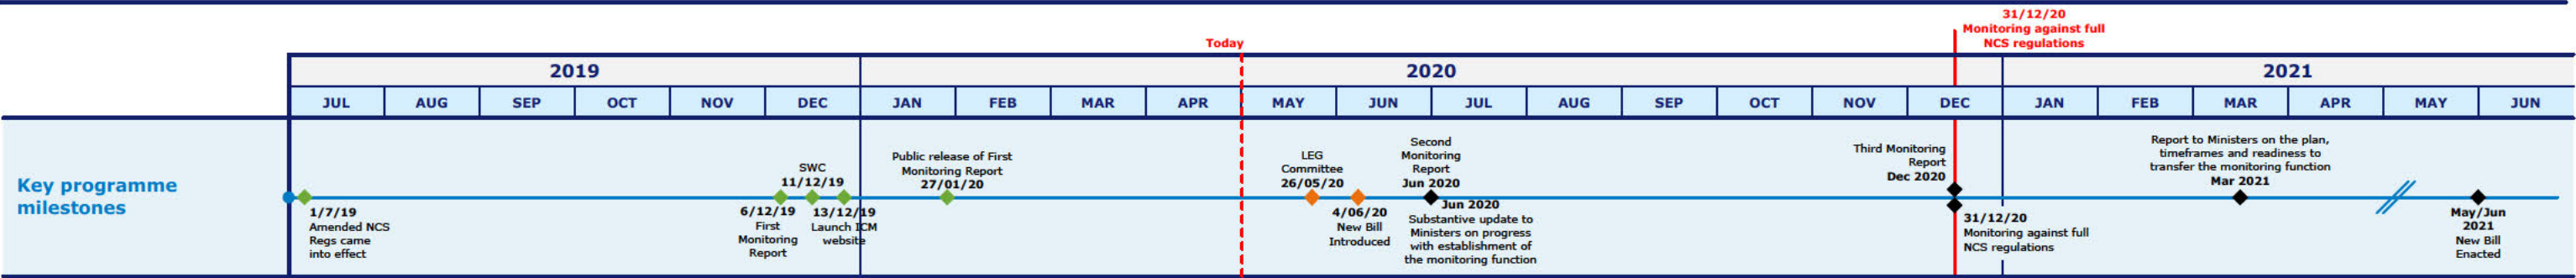 31/12/20
Monitoring against full
NCS regulations
Today
2019
2020
2021
JUL
AUG
SEP
OCT
NOV
DEC
JAN
FEB
MAR
APR
MAY
JUN
JUL
AUG
SEP
OCT
NOV
DEC
JAN
FEB
MAR
APR
MAY
JUN
Key programme
milestones
1/7/19
Amended NCS
Regs came
into effect
6/12/19
First
Monitoring
Report
SWC
11/12/19
13/12/19
Launch ICM
website
Public release of First
Monitoring Report
27/01/20
LEG
Committee
26/05/20
4/06/20
New Bill
Introduced
Second
Monitoring
Report
Jun 2020
Jun 2020
Substantive update to
Ministers on progress
with establishment of
the monitoring function
Third Monitoring
Report
Dec 2020
31/12/20
Monitoring against full
NCS regulations
Report to Ministers on the plan,
timeframes and readiness to
transfer the monitoring function
Mar 2021
May/Jun
2021
New Bill
Enacted